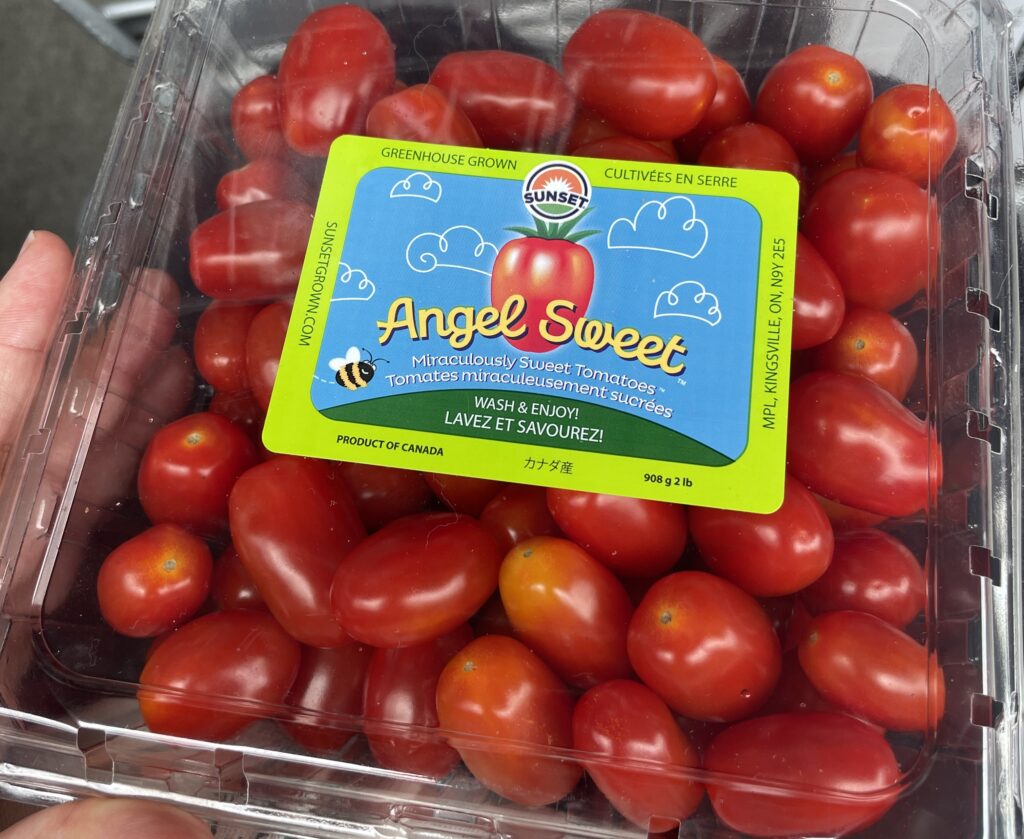 GREENHOUSE GROWN
CULTIVÉES EN SERRE
SUNSET
SUNSETGROWN.COM
Angel Sweet™
Miraculously Sweet Tomatoes™
Tomates miraculeusement sucrées
WASH & ENJOY!
LAVEZ ET SAVOUREZ!
MPL, KINGSVILLE, ON, N9Y 2E5
PRODUCT OF CANADA
カナダ産
908 g 2 lb